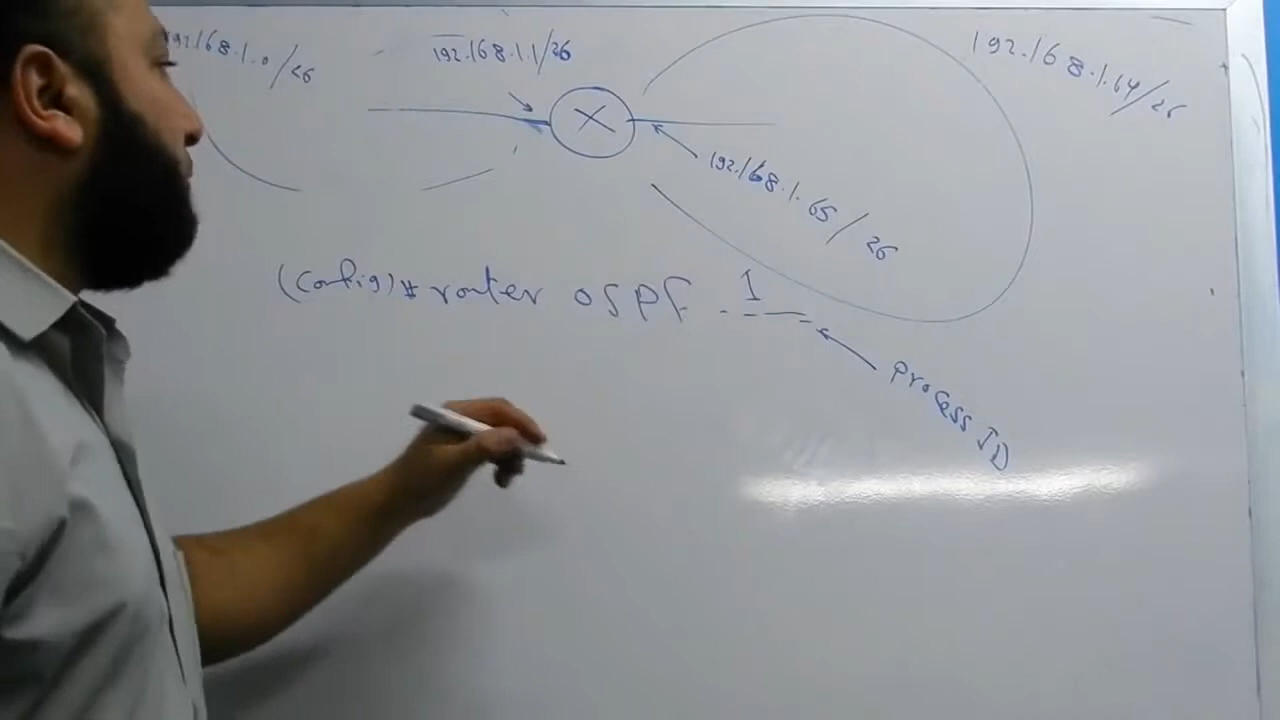 192.168.1.0/26
192.168.1.1/26
192.168.1.64/26
192.168.1.65/26
(config)# router ospf 1
Process ID